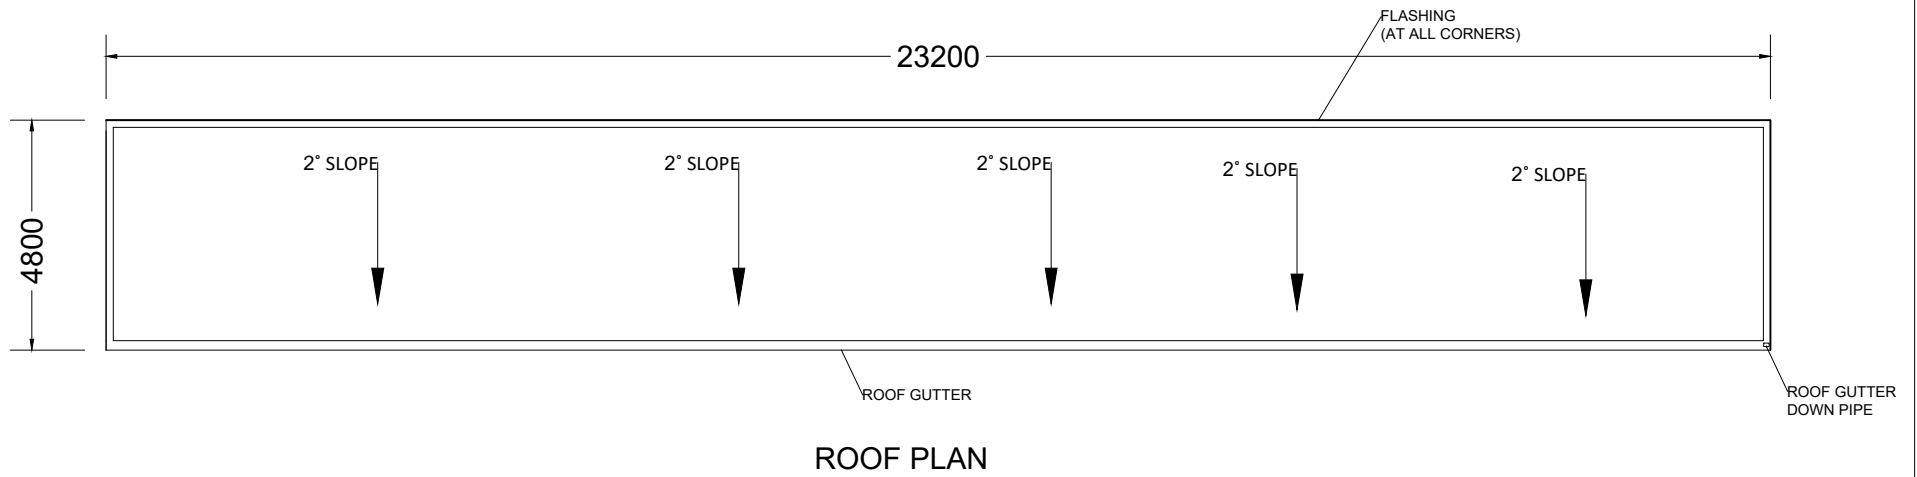 FLASHING
(AT ALL CORNERS)
23200
2° SLOPE
2° SLOPE
2° SLOPE
2° SLOPE
2° SLOPE
4800
ROOF GUTTER
ROOF GUTTER
DOWN PIPE
ROOF PLAN